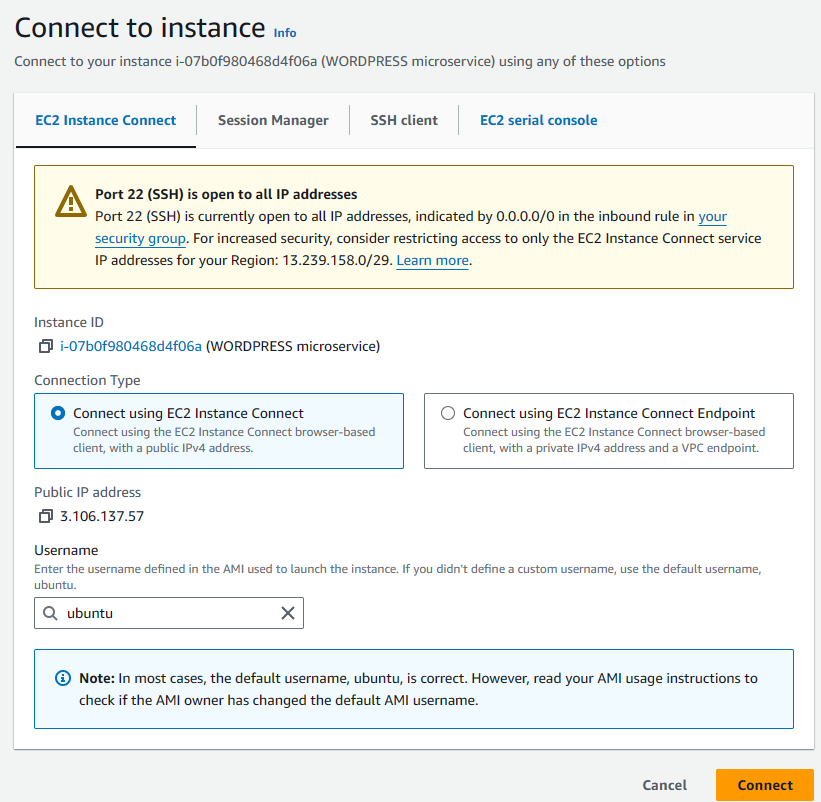 Connect to instance Info
Connect to your instance i-07b0f980468d4f06a (WORDPRESS microservice) using any of these options
EC2 Instance Connect
Session Manager
SSH client
EC2 serial console
Port 22 (SSH) is open to all IP addresses
Port 22 (SSH) is currently open to all IP addresses, indicated by 0.0.0.0/0 in the inbound rule in your
security group. For increased security, consider restricting access to only the EC2 Instance Connect service
IP addresses for your Region: 13.239.158.0/29. Learn more.
Instance ID
i-07b0f980468d4f06a (WORDPRESS microservice)
Connection Type
Connect using EC2 Instance Connect
Connect using the EC2 Instance Connect browser-based
client, with a public IPv4 address.
Connect using EC2 Instance Connect Endpoint
Connect using the EC2 Instance Connect browser-based
client, with a private IPv4 address and a VPC endpoint.
Public IP address
3.106.137.57
Username
Enter the username defined in the AMI used to launch the instance. If you didn't define a custom username, use the default username,
ubuntu.
ubuntu
Note: In most cases, the default username, ubuntu, is correct. However, read your AMI usage instructions to
check if the AMI owner has changed the default AMI username.
Cancel
Connect